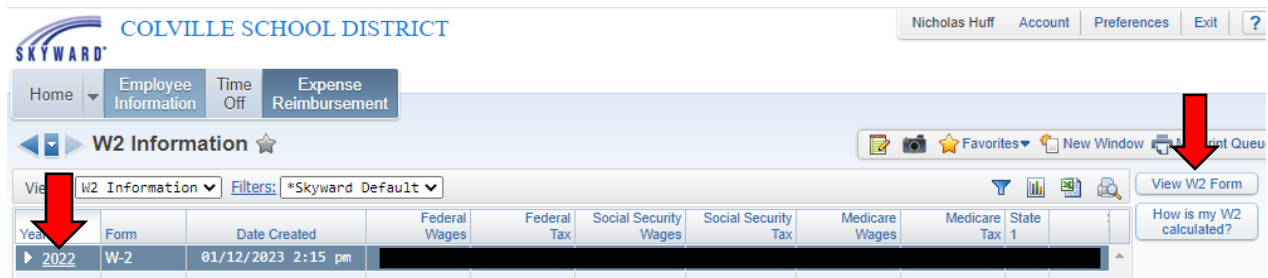 COLVILLE SCHOOL DISTRICT
Nicholas Huff Account Preferences Exit ?
SKYWARD
Home Employee Information Time Off Expense Reimbursement
W2 Information
Favorites New Window Print Queue
W2 Information Filters: *Skyward Default
View W2 Form
How is my W2 calculated?
Form Date Created Federal Wages Federal Tax Social Security Wages Social Security Tax Medicare Wages Medicare Tax State 1
2022 W-2 01/12/2023 2:15 pm